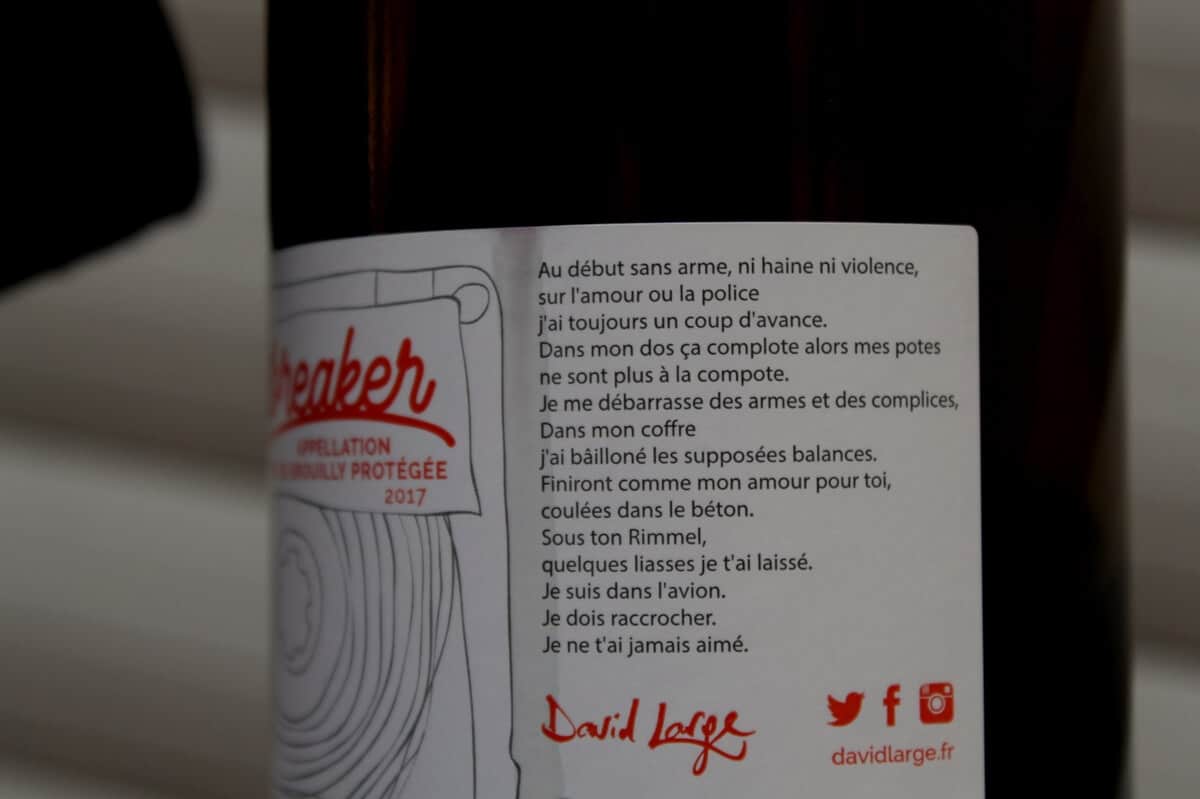 reaker
APPELLATION
BROUILLY PROTÉGÉE
2017
Au début sans arme, ni haine ni violence,
sur l'amour ou la police
j'ai toujours un coup d'avance.
Dans mon dos ça complote alors mes potes
ne sont plus à la compote.
Je me débarrasse des armes et des complices,
Dans mon coffre
j'ai bâilloné les supposées balances.
Finiront comme mon amour pour toi,
coulées dans le béton.
Sous ton Rimmel,
quelques liasses je t'ai laissé.
Je suis dans l'avion.
Je dois raccrocher.
Je ne t'ai jamais aimé.
David Large
davidlarge.fr